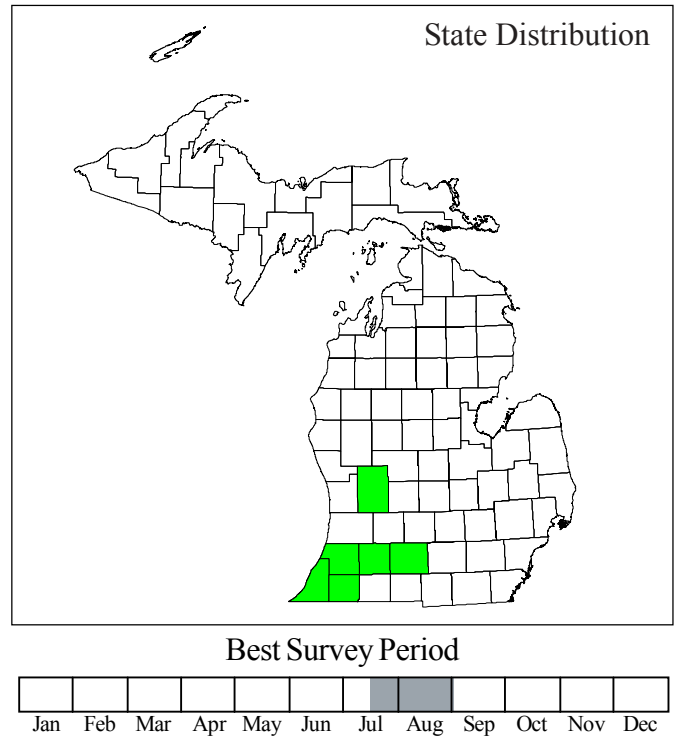 State Distribution
Best Survey Period
Jan Feb Mar Apr May Jun Jul Aug Sep Oct Nov Dec